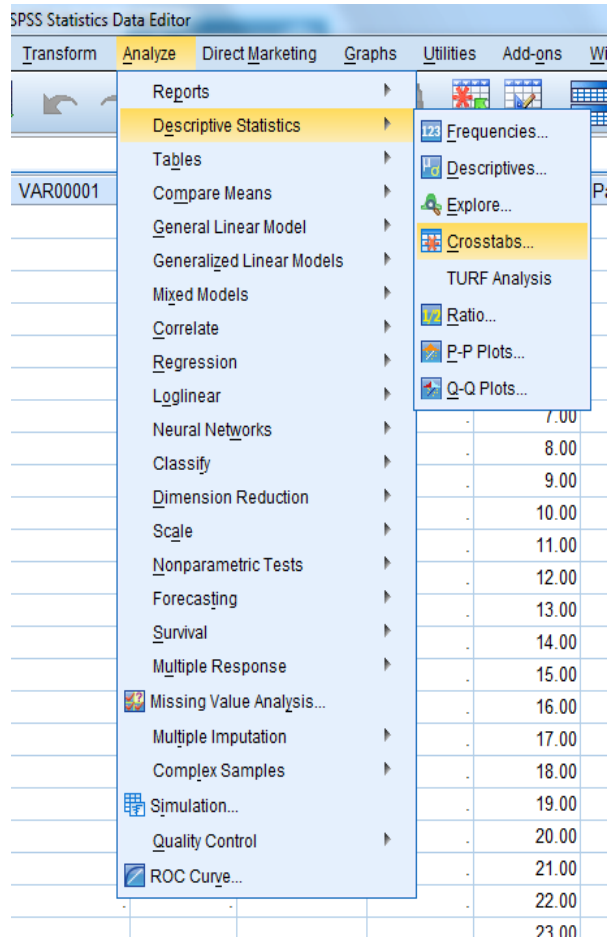 SPSS Statistics Data Editor
Transform Analyze Direct Marketing Graphs Utilities Add-ons Wi
Reports
Descriptive Statistics
Tables
Compare Means
General Linear Model
Generalized Linear Models
Mixed Models
Correlate
Regression
Loglinear
Neural Networks
Classify
Dimension Reduction
Scale
Nonparametric Tests
Forecasting
Survival
Multiple Response
Missing Value Analysis...
Multiple Imputation
Complex Samples
Simulation...
Quality Control
ROC Curve...
123 Frequencies...
Descriptives...
Explore...
Crosstabs...
TURF Analysis
1/2 Ratio...
P-P Plots...
Q-Q Plots...
VAR00001
Pa
7.00
8.00
9.00
10.00
11.00
12.00
13.00
14.00
15.00
16.00
17.00
18.00
19.00
20.00
21.00
22.00
23.00